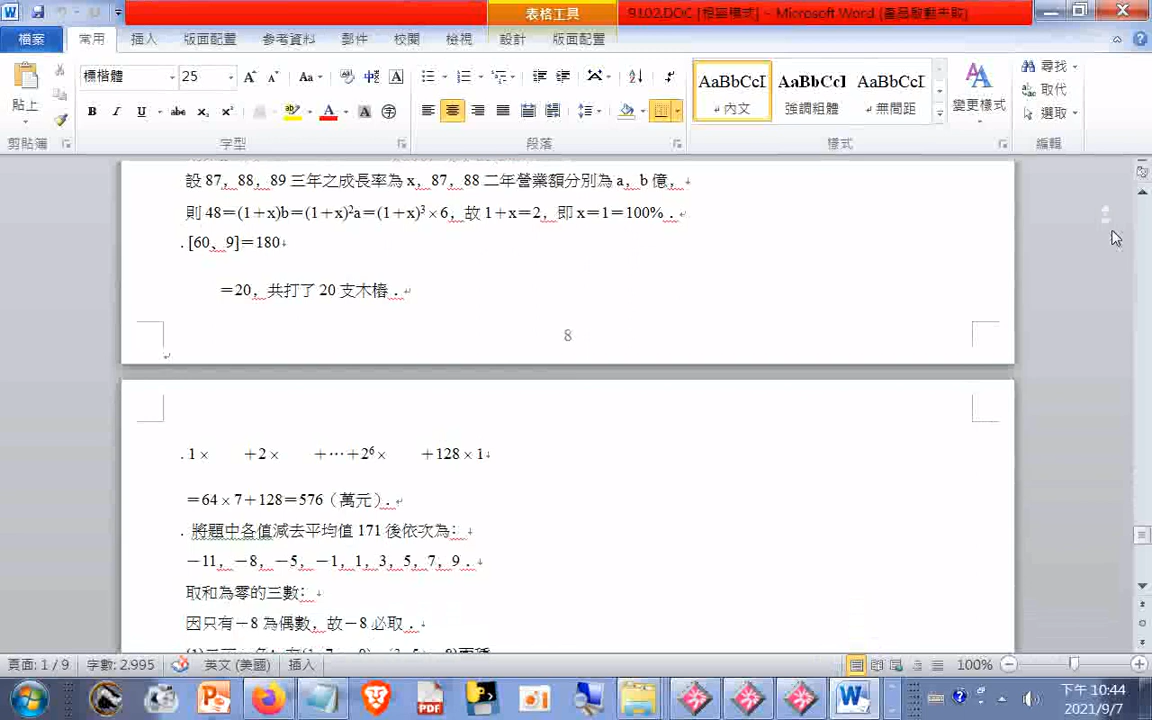 表格工具
9102.DOC [相容模式] - Microsoft Word (產品啟動失敗)
檔案 常用 插入 版面配置 參考資料 郵件 校閱 檢視 設計 版面配置
貼上
標楷體 25
B I U abc x₂ x² A A
AaBbCcI AaBbCcI AaBbCcI
↲內文 強調粗體 ↲無間距
變更樣式
尋找
取代
選取
剪貼簿 字型 段落 樣式 編輯
設 87，88，89 三年之成長率為 x，87，88 二年營業額分別為 a，b 億，
則 48＝(1＋x)b＝(1＋x)²a＝(1＋x)³×6，故 1＋x＝2，即 x＝1＝100%．
. [60、9]＝180
＝20，共打了 20 支木樁．
8
. 1× ＋2× ＋…＋2⁶× ＋128×1
＝64×7＋128＝576（萬元）．
. 將題中各值減去平均值 171 後依次為：
－11，－8，－5，－1，1，3，5，7，9．
取和為零的三數：
因只有－8 為偶數，故－8 必取．
頁面: 1 / 9 字數: 2,995 英文 (美國) 插入 100%
PDF
下午 10:44
2021/9/7